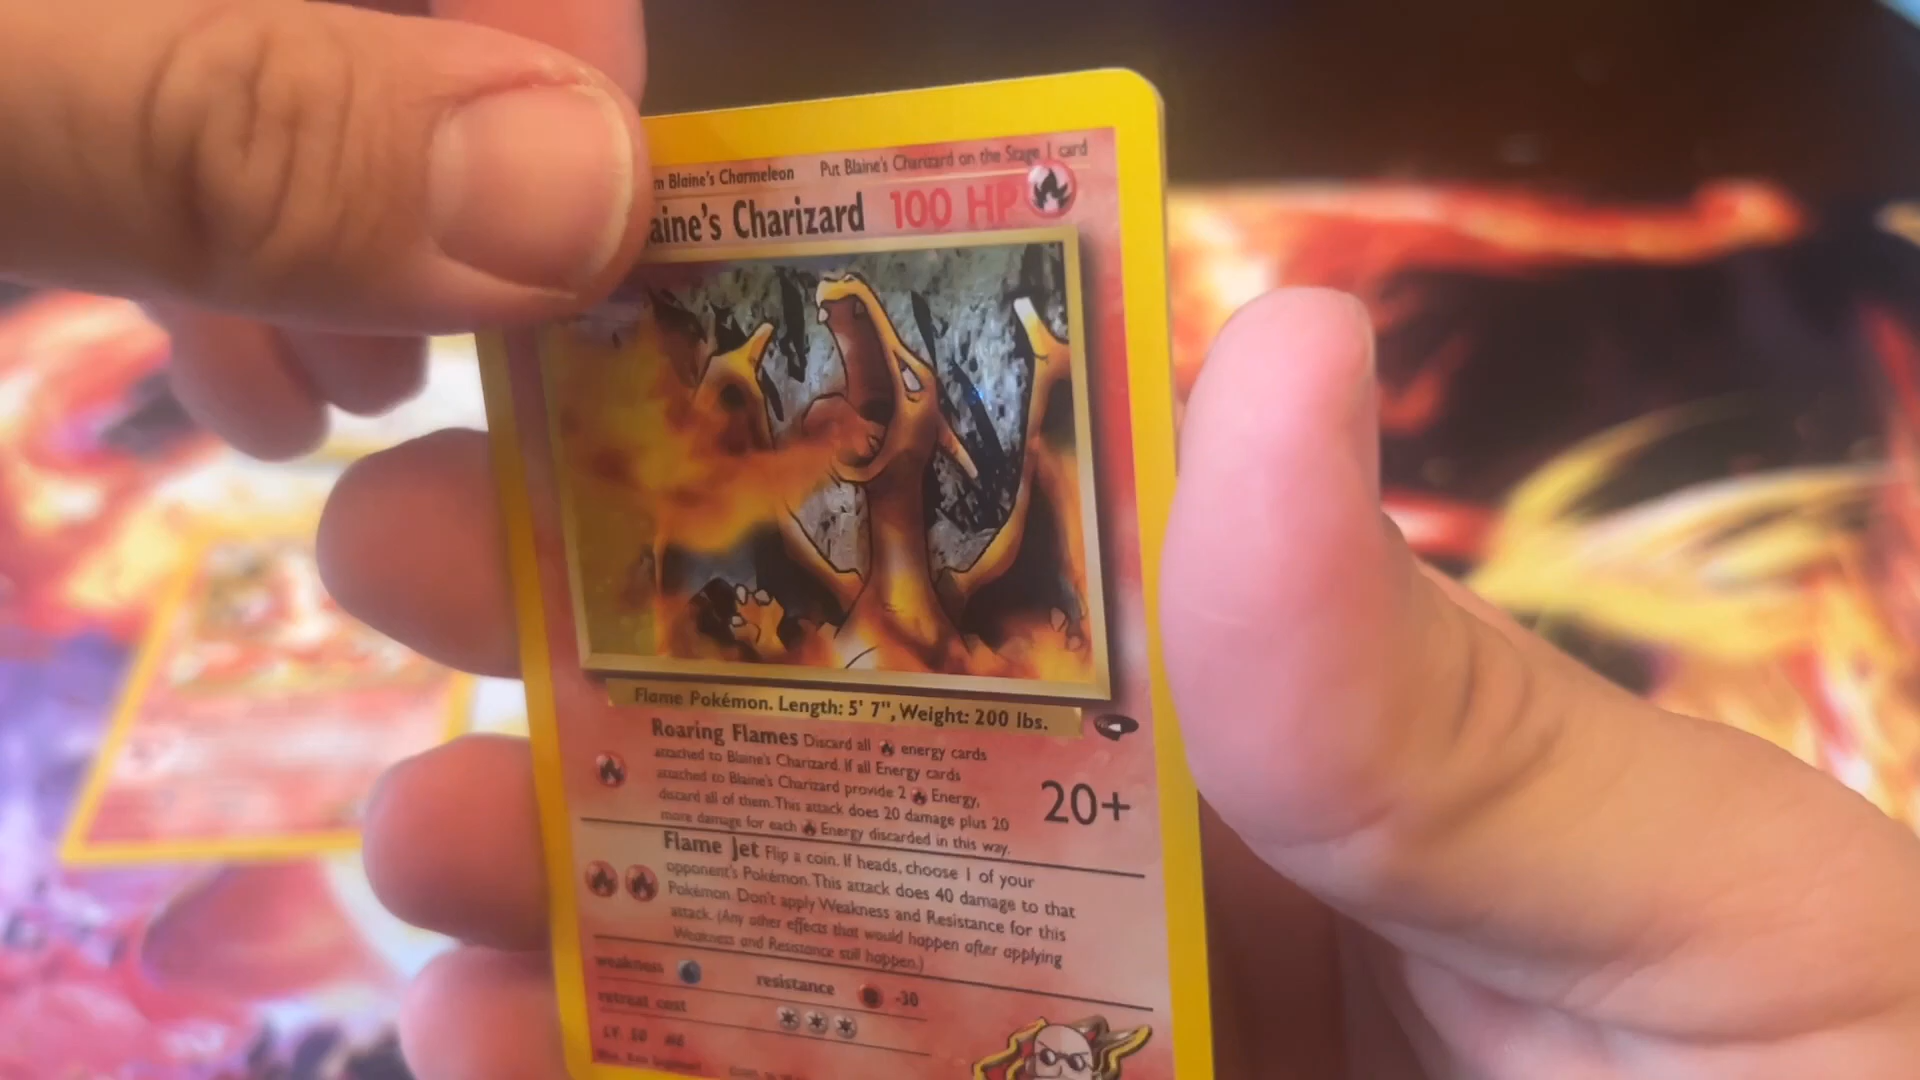 m Blaine's Charmeleon Put Blaine's Charizard on the Stage 1 card
aine's Charizard 100 HP
Flame Pokémon. Length: 5' 7", Weight: 200 lbs.
Roaring Flames Discard all energy cards
attached to Blaine's Charizard. If all Energy cards
attached to Blaine's Charizard provide 2 Energy,
discard all of them. This attack does 20 damage plus 20
more damage for each Energy discarded in this way.
20+
Flame Jet Flip a coin. If heads, choose 1 of your
opponent's Pokémon. This attack does 40 damage to that
Pokémon. Don't apply Weakness and Resistance for this
attack. (Any other effects that would happen after applying
Weakness and Resistance still happen.)
weakness resistance -30
retreat cost
LV. 50